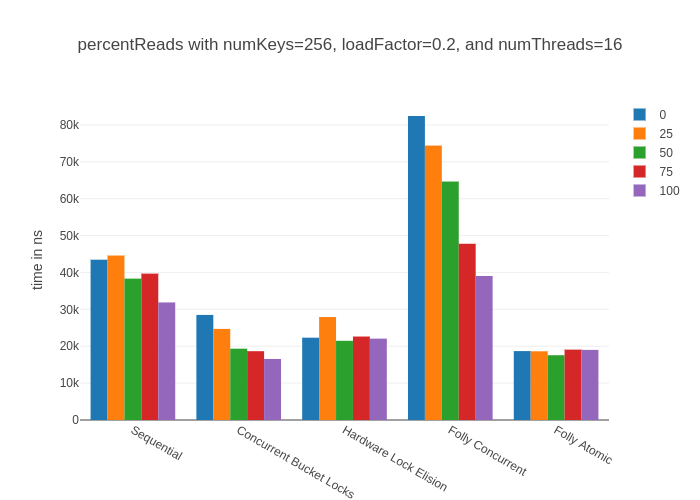 percentReads with numKeys=256, loadFactor=0.2, and numThreads=16
0
25
50
75
100
80k
70k
60k
50k
40k
30k
20k
10k
0
time in ns
Sequential
Concurrent Bucket Locks
Hardware Lock Elision
Folly Concurrent
Folly Atomic